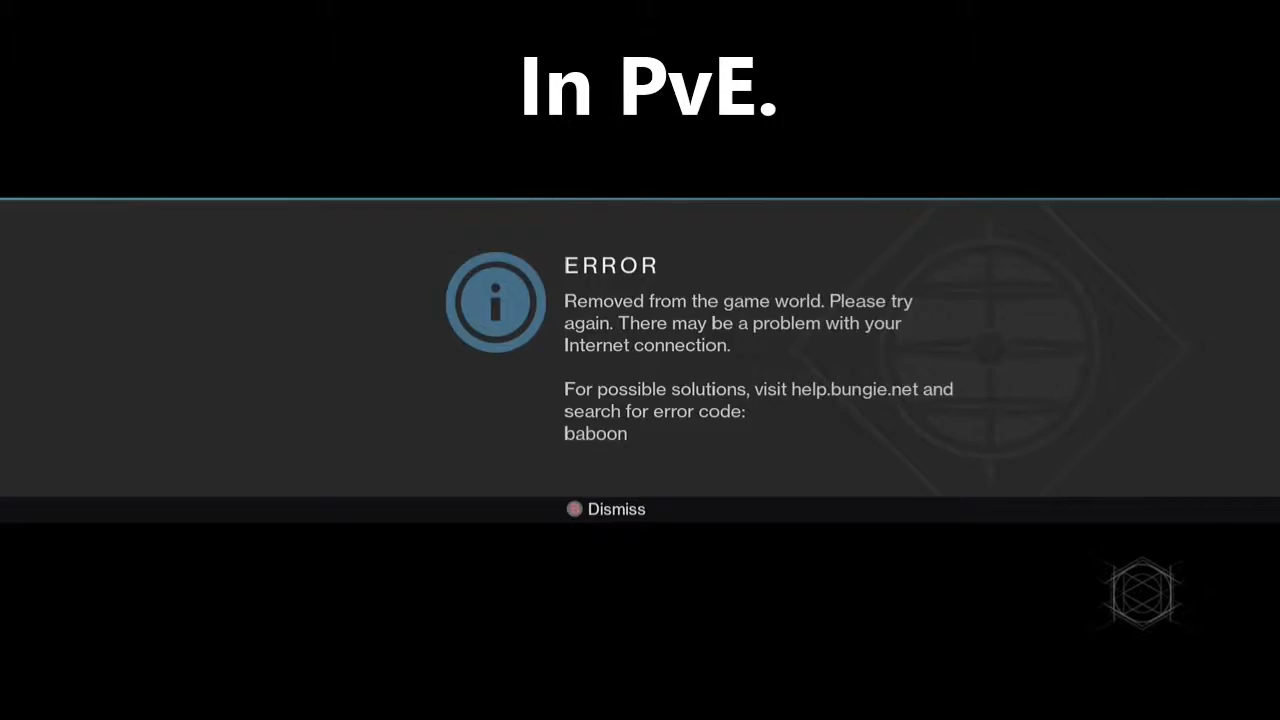 In PvE.
ERROR
Removed from the game world. Please try
again. There may be a problem with your
Internet connection.
For possible solutions, visit help.bungie.net and
search for error code:
baboon
Dismiss